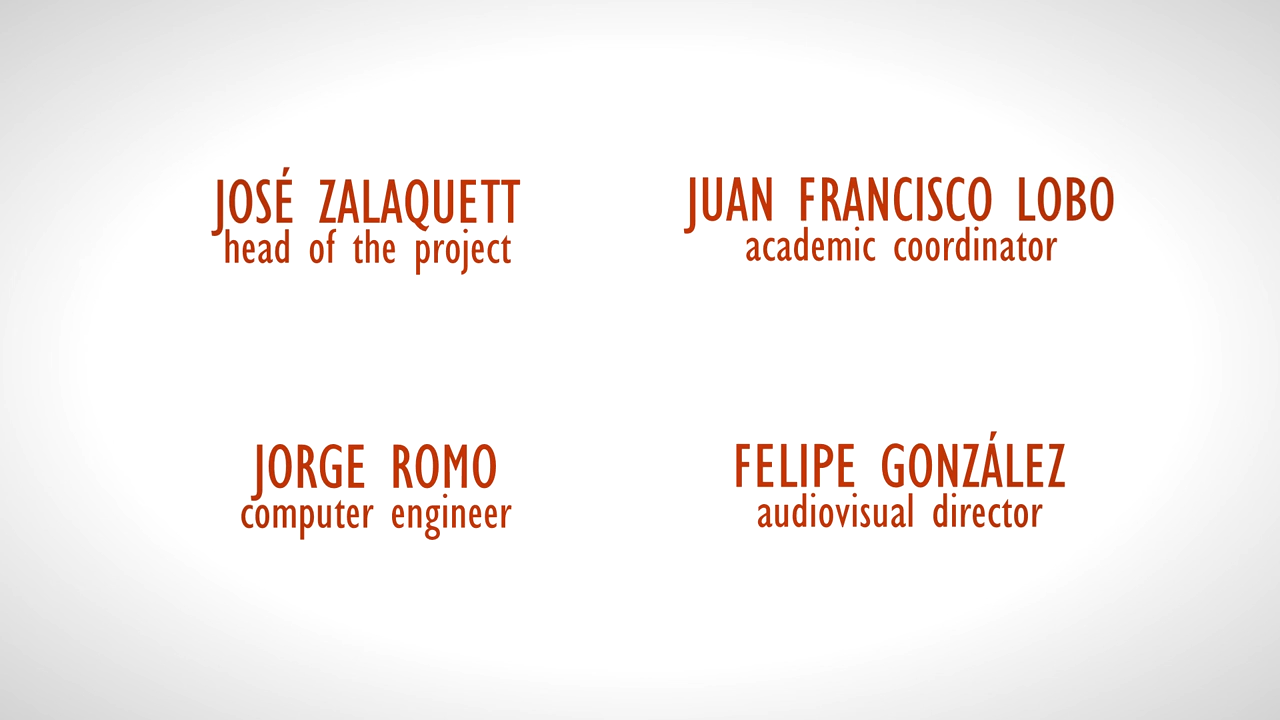 JOSÉ ZALAQUETT
head of the project
JUAN FRANCISCO LOBO
academic coordinator
JORGE ROMO
computer engineer
FELIPE GONZÁLEZ
audiovisual director